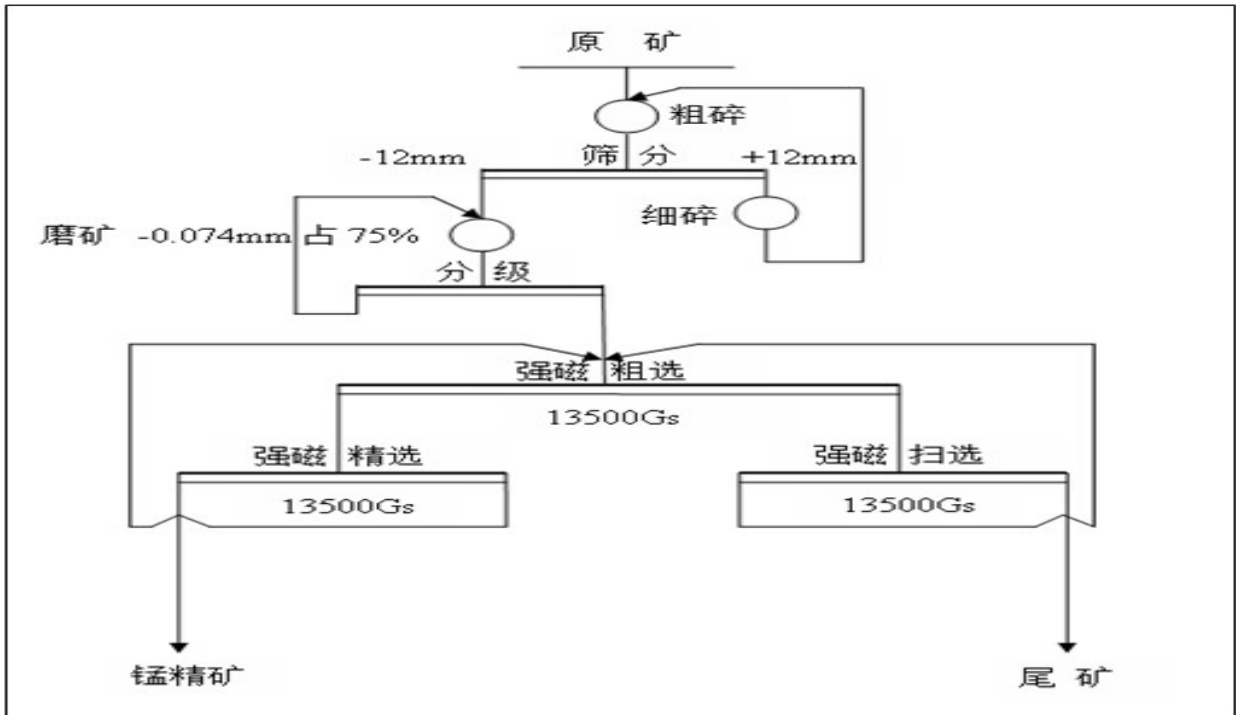 原 矿
粗碎
-12mm 筛 分 +12mm
细碎
磨矿 -0.074mm 占 75%
分 级
强磁 粗选
13500Gs
强磁 精选 强磁 扫选
13500Gs 13500Gs
锰精矿 尾 矿